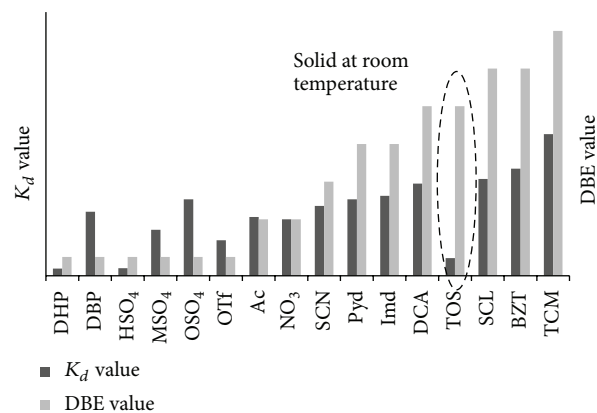 Solid at room
temperature
K_d value
DBE value
DHP
DBP
HSO₄
MSO₄
OSO₄
OTf
Ac
NO₃
SCN
Pyd
Imd
DCA
TOS
SCL
BZT
TCM
K_d value
DBE value